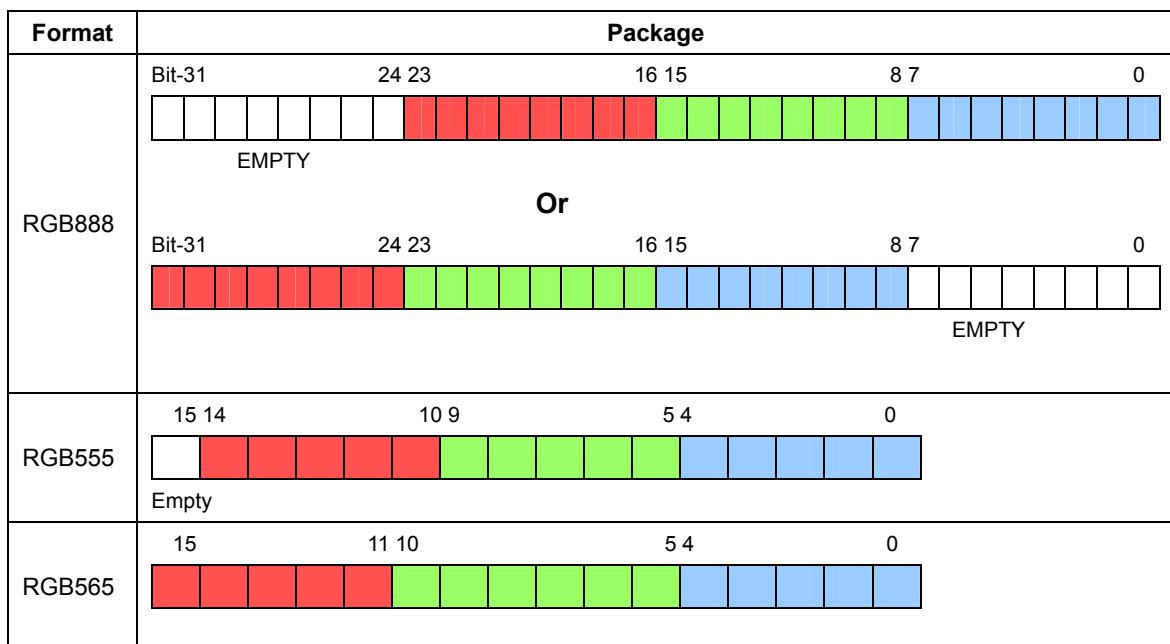 Format Package
Bit-31 24 23 16 15 8 7 0
EMPTY
Or
RGB888
Bit-31 24 23 16 15 8 7 0
EMPTY
15 14 10 9 5 4 0
RGB555
Empty
15 11 10 5 4 0
RGB565